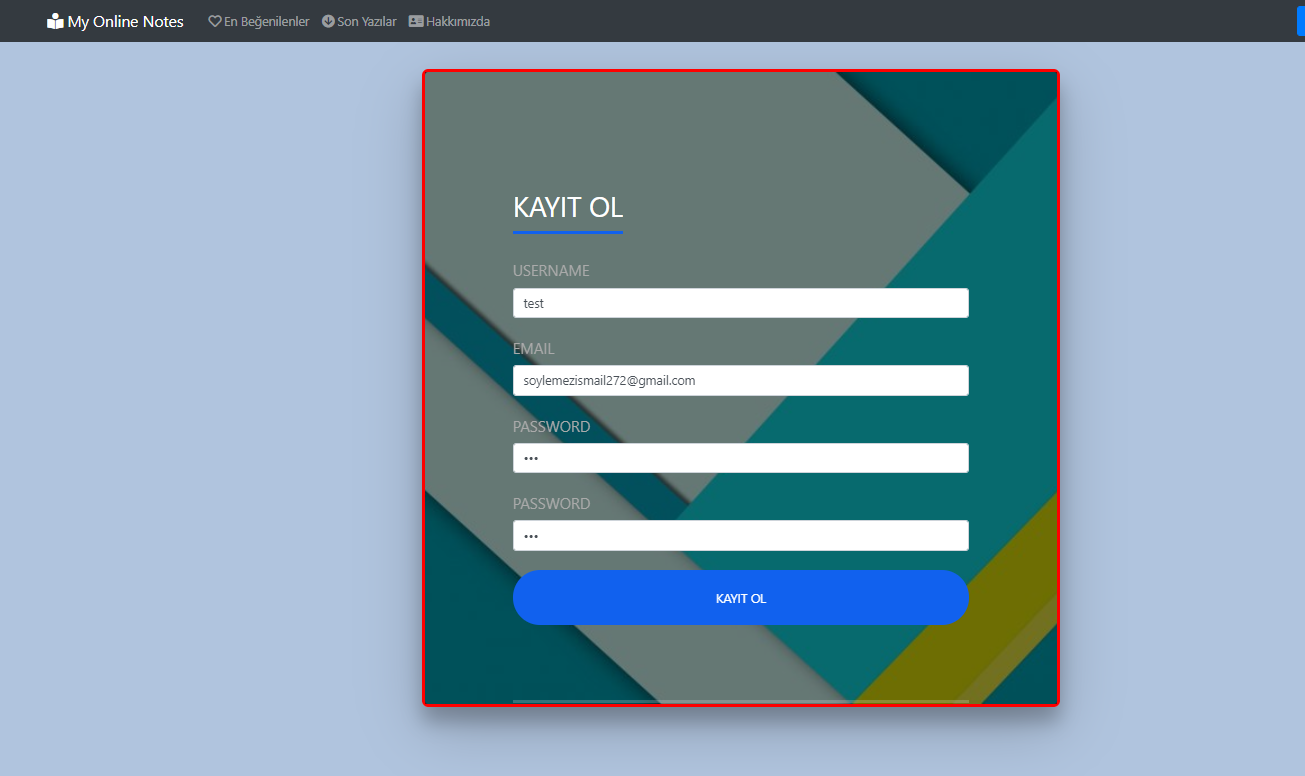 My Online Notes En Beğenilenler Son Yazılar Hakkımızda
KAYIT OL
USERNAME
test
EMAIL
soylemezismail272@gmail.com
PASSWORD
•••
PASSWORD
•••
KAYIT OL